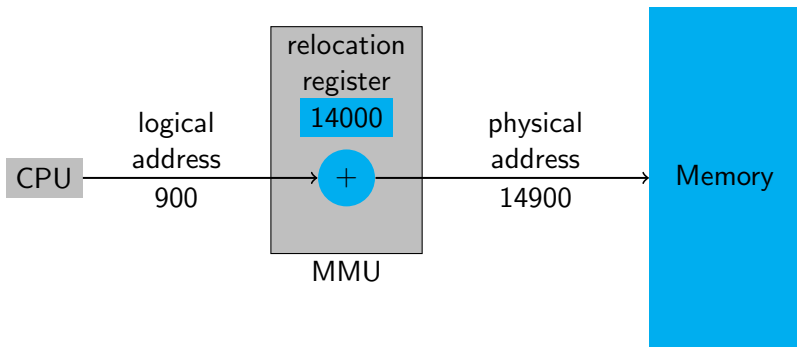 relocation
register
14000
logical
address
900
physical
address
14900
CPU
+
Memory
MMU